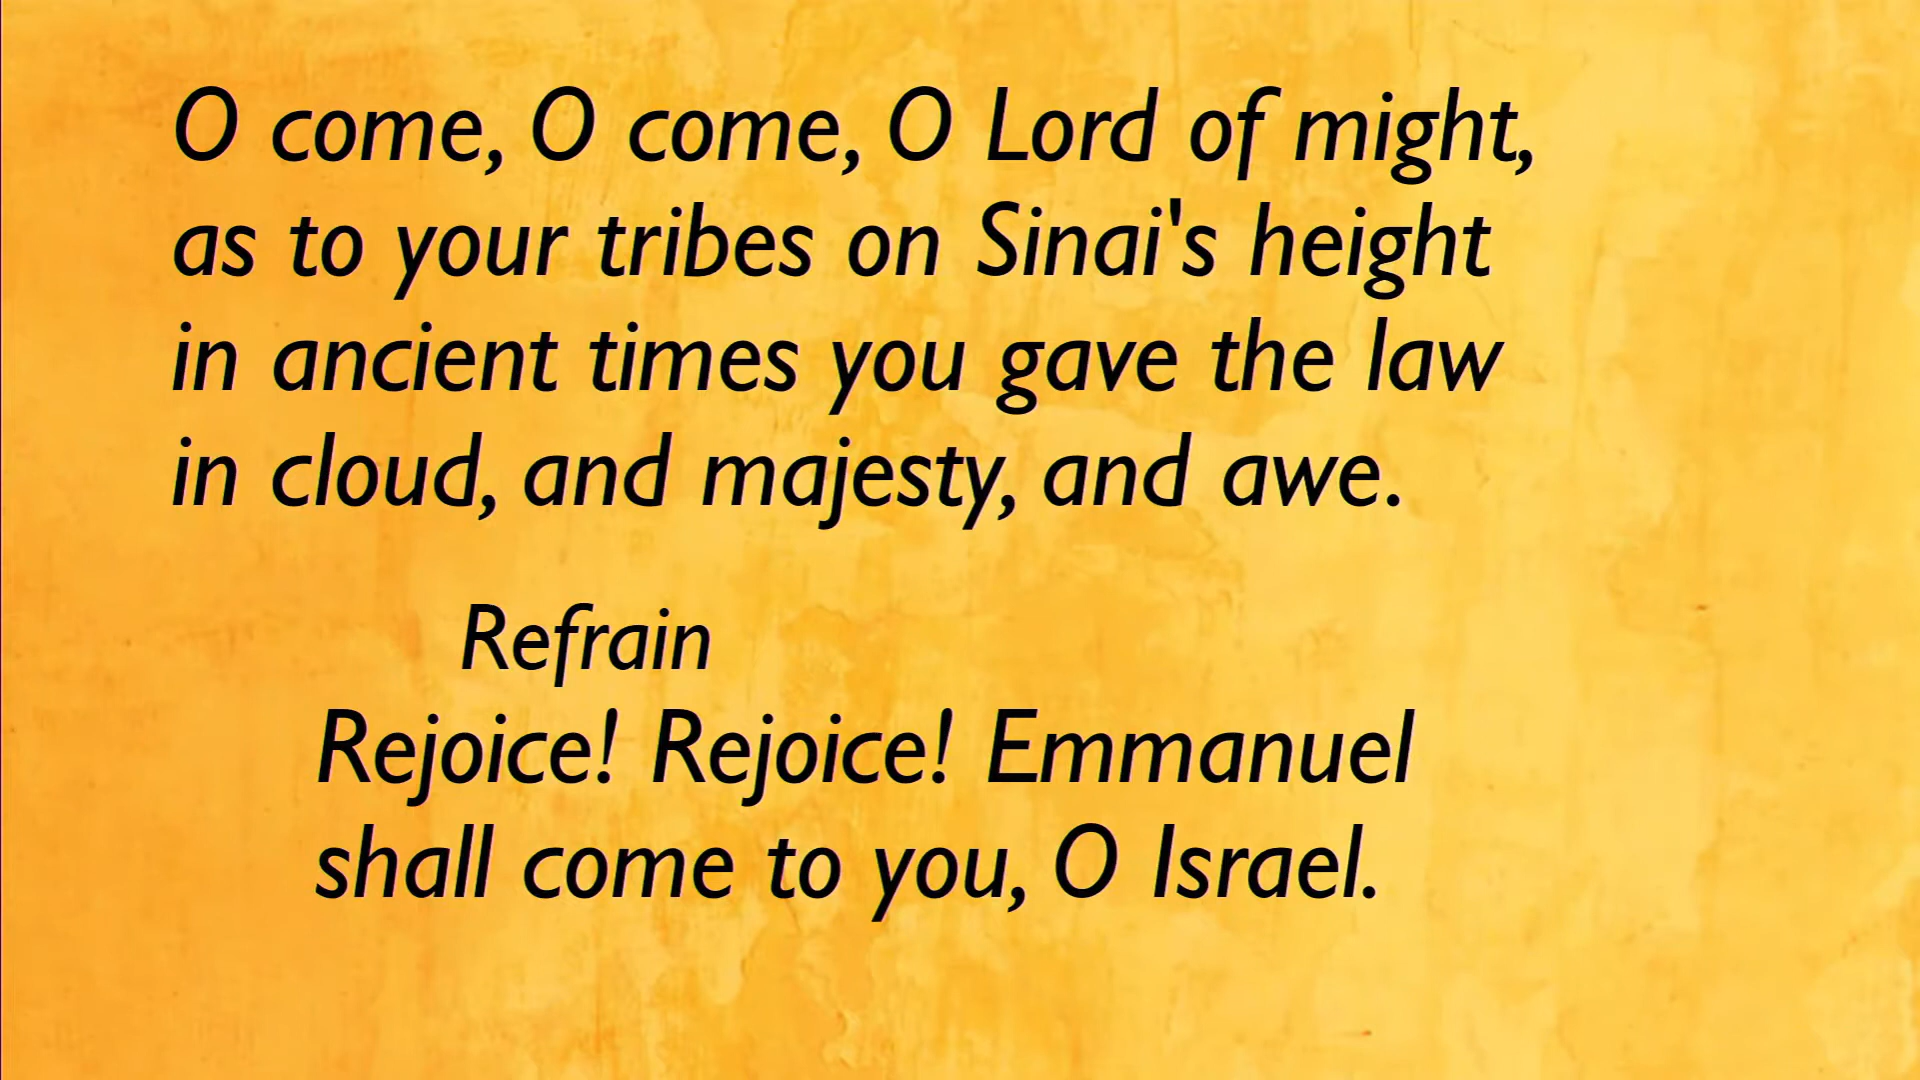 O come, O come, O Lord of might,
as to your tribes on Sinai's height
in ancient times you gave the law
in cloud, and majesty, and awe.
Refrain
Rejoice! Rejoice! Emmanuel
shall come to you, O Israel.